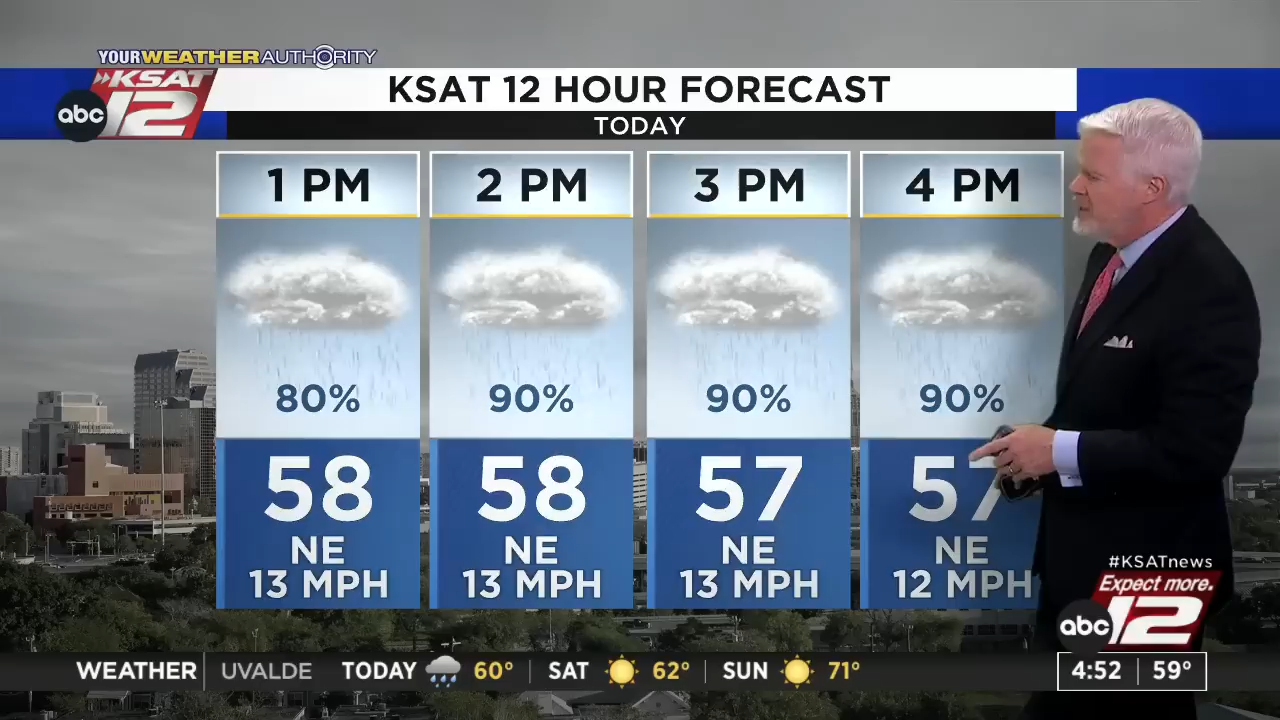 YOURWEATHERAUTHORITY
KSAT
abc 12
KSAT 12 HOUR FORECAST
TODAY
1 PM 2 PM 3 PM 4 PM
80% 90% 90% 90%
58 58 57 57
NE NE NE NE
13 MPH 13 MPH 13 MPH 12 MPH
#KSATnews
Expect more.
abc 12
WEATHER UVALDE TODAY 60° SAT 62° SUN 71° 4:52 59°